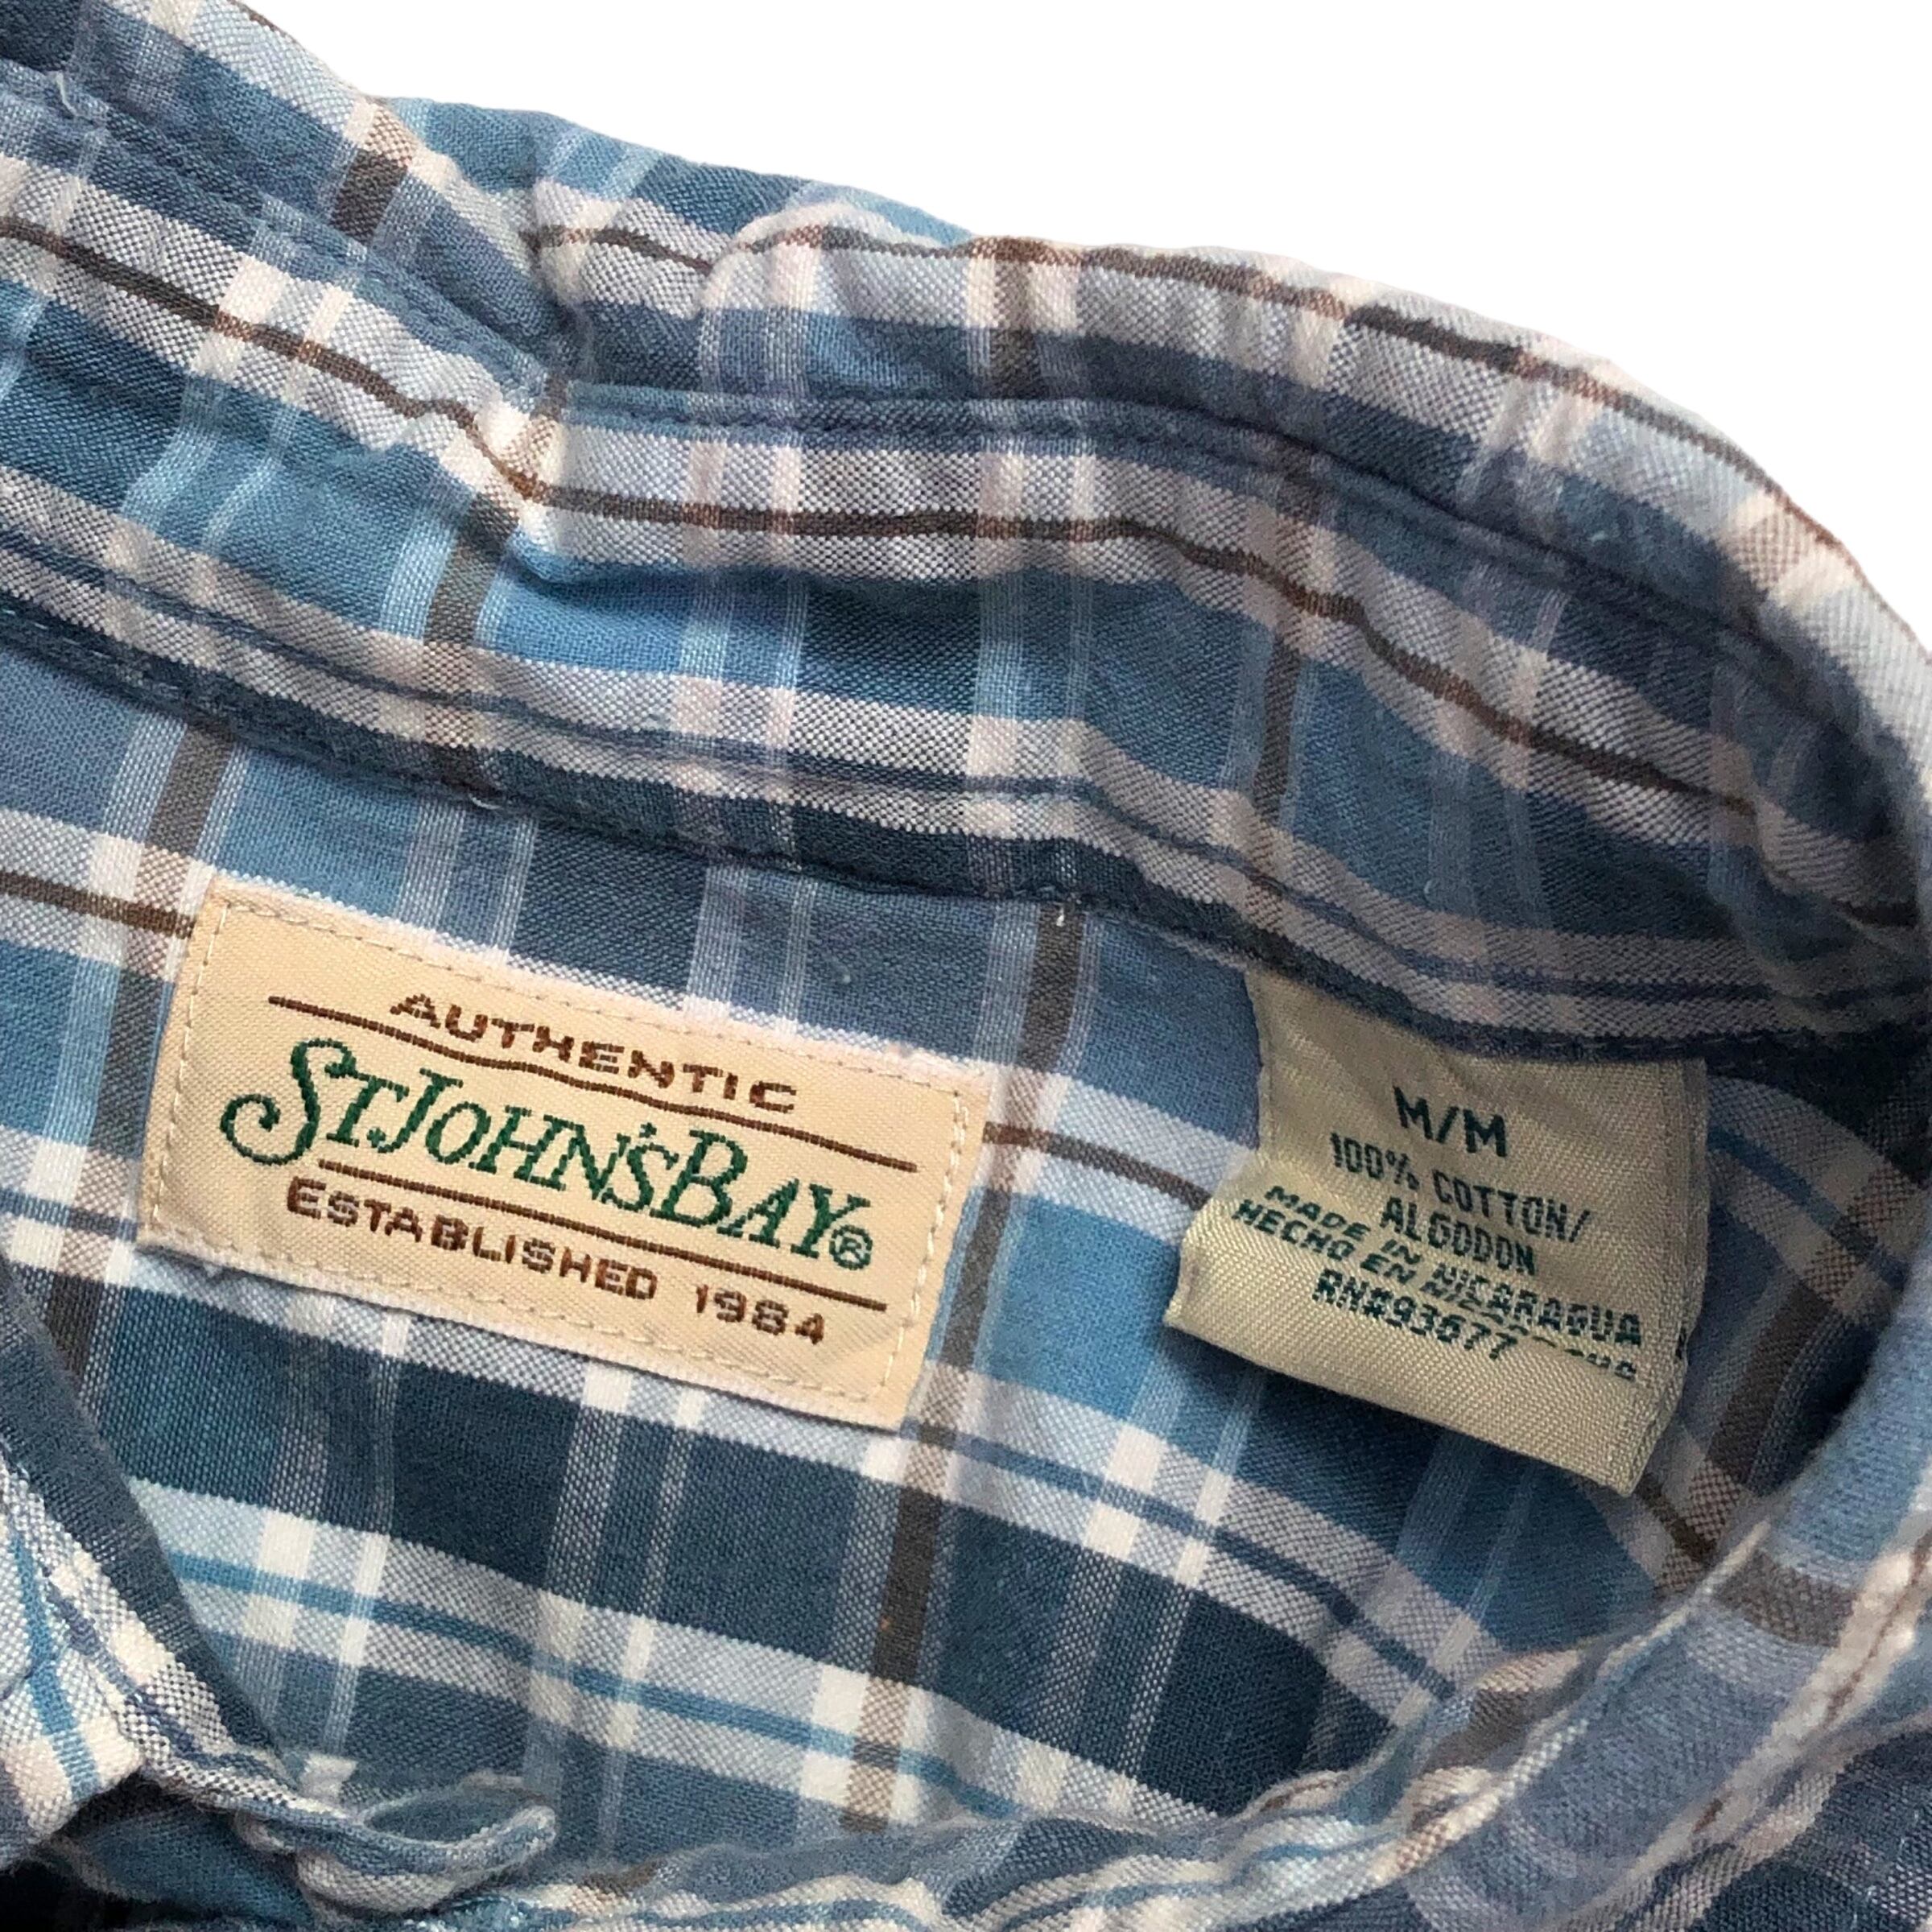 AUTHENTIC
ST. JOHN'S BAY®
ESTABLISHED 1984
M/M
100% COTTON/
ALGODON
MADE IN NICARAGUA
HECHO EN NICARAGUA
RN#93677